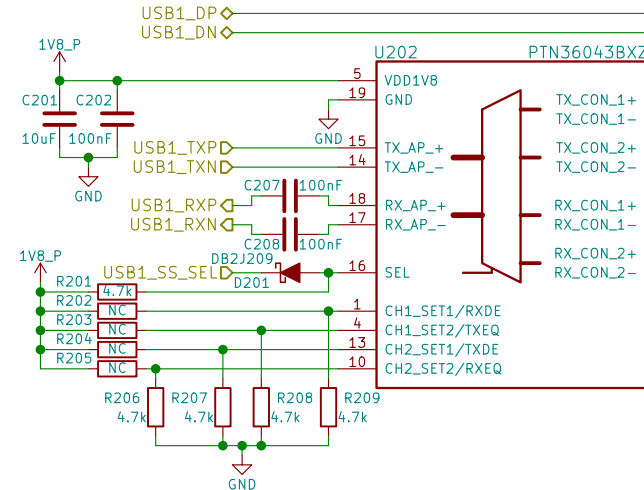 USB1_DP
USB1_DN
1V8_P
U202 PTN36043BXZ
5 VDD1V8
C201 C202
19 GND
TX_CON_1+
10uF 100nF
GND
TX_CON_1-
USB1_TXP 15 TX_AP_+ TX_CON_2+
USB1_TXN 14 TX_AP_- TX_CON_2-
GND
C207 100nF
USB1_RXP 18 RX_AP_+ RX_CON_1+
USB1_RXN 17 RX_AP_- RX_CON_1-
C208 100nF
1V8_P
DB2J209
RX_CON_2+
USB1_SS_SEL 16 SEL RX_CON_2-
D201
R201 4.7k
R202 NC 1 CH1_SET1/RXDE
R203 NC 4 CH1_SET2/TXEQ
R204 NC 13 CH2_SET1/TXDE
R205 NC 10 CH2_SET2/RXEQ
R206 R207 R208 R209
4.7k 4.7k 4.7k 4.7k
GND